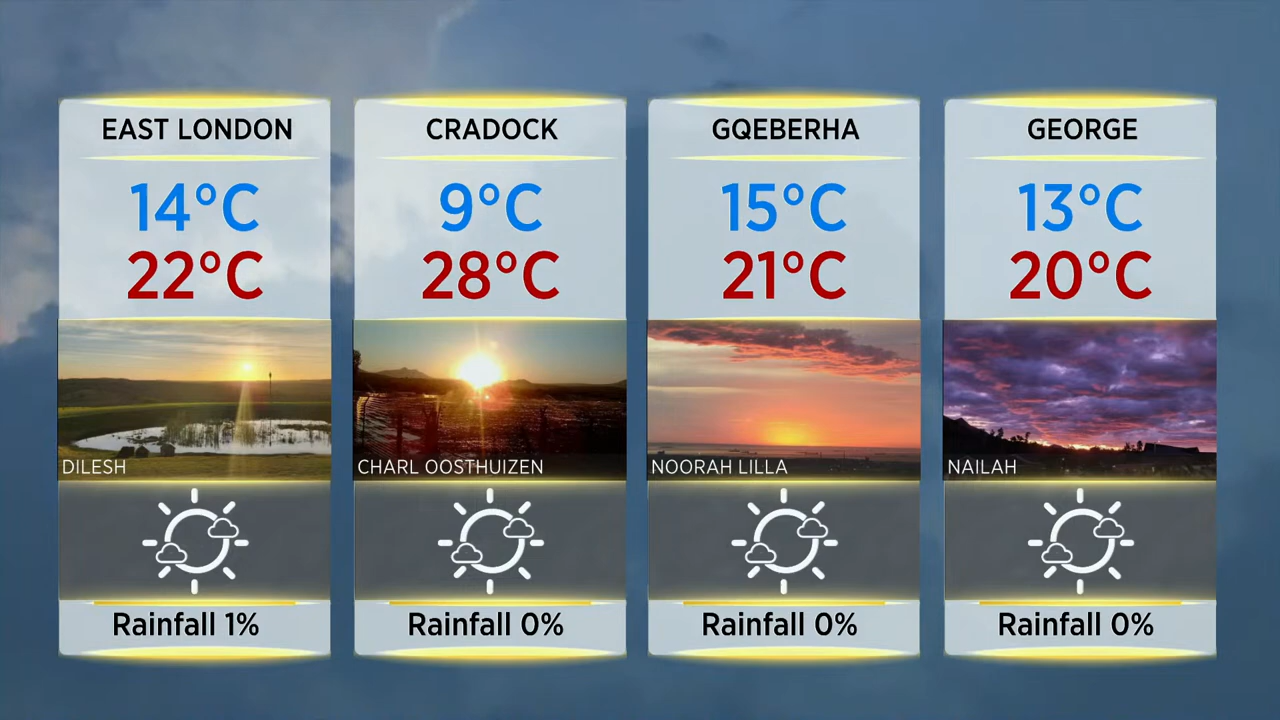 EAST LONDON
14°C
22°C
DILESH
Rainfall 1%
CRADOCK
9°C
28°C
CHARL OOSTHUIZEN
Rainfall 0%
GQEBERHA
15°C
21°C
NOORAH LILLA
Rainfall 0%
GEORGE
13°C
20°C
NAILAH
Rainfall 0%